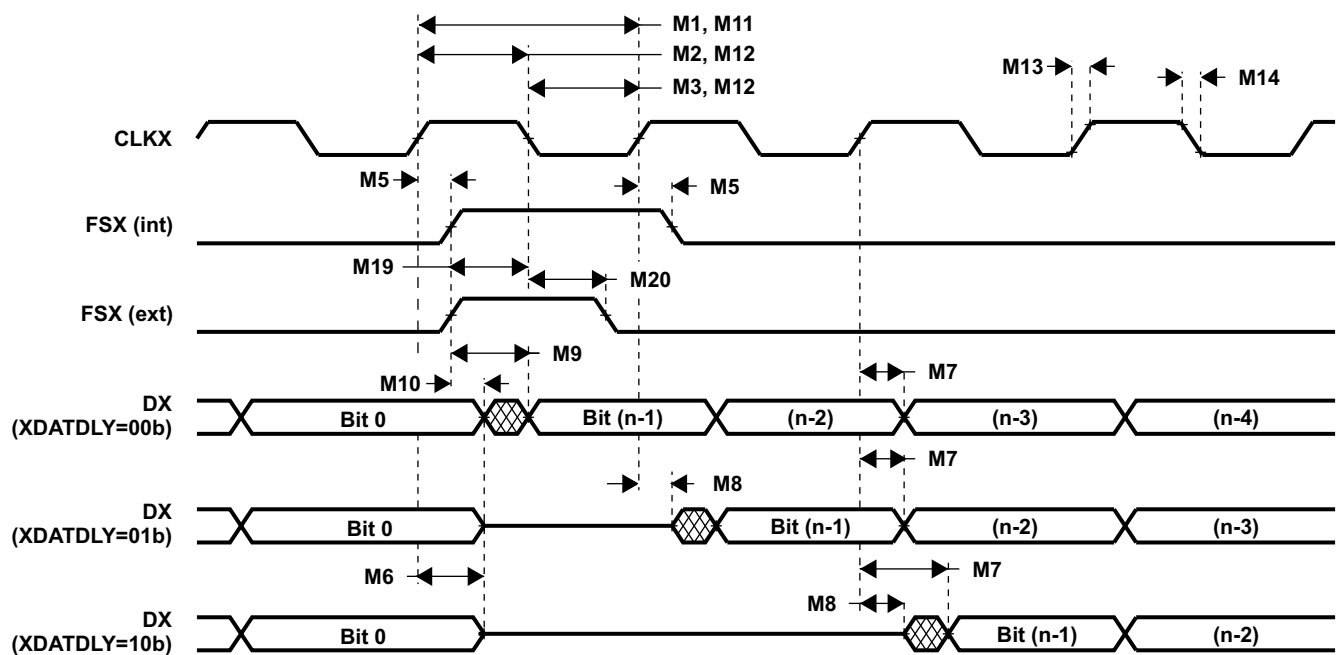 M1, M11
M2, M12
M3, M12
M13
M14
CLKX
M5
M5
FSX (int)
M19
M20
FSX (ext)
M9
M10
M7
DX
(XDATDLY=00b)
Bit 0
Bit (n-1)
(n-2)
(n-3)
(n-4)
M7
M8
DX
(XDATDLY=01b)
Bit 0
Bit (n-1)
(n-2)
(n-3)
M6
M7
M8
DX
(XDATDLY=10b)
Bit 0
Bit (n-1)
(n-2)